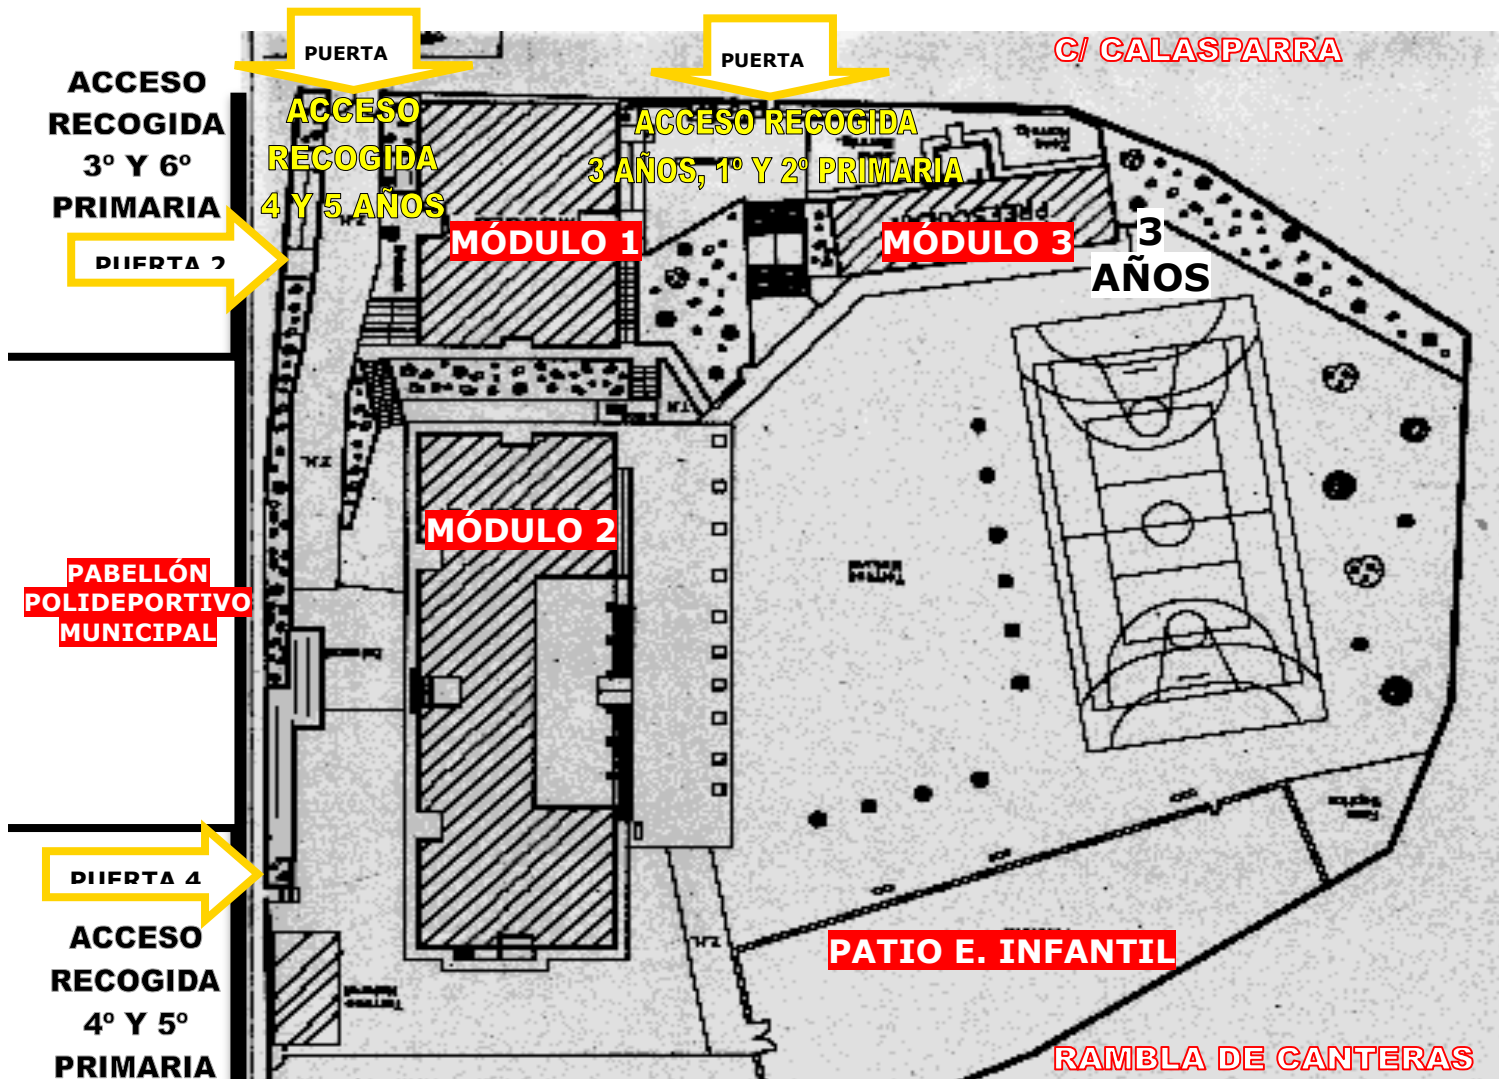 PUERTA
PUERTA
C/ CALASPARRA
ACCESO
RECOGIDA
3º Y 6º
PRIMARIA
ACCESO
RECOGIDA
4 Y 5 AÑOS
ACCESO RECOGIDA
3 AÑOS, 1º Y 2º PRIMARIA
PUERTA 2
MÓDULO 1
MÓDULO 3
3
AÑOS
MÓDULO 2
PABELLÓN
POLIDEPORTIVO
MUNICIPAL
PUERTA 4
ACCESO
RECOGIDA
4º Y 5º
PRIMARIA
PATIO E. INFANTIL
RAMBLA DE CANTERAS